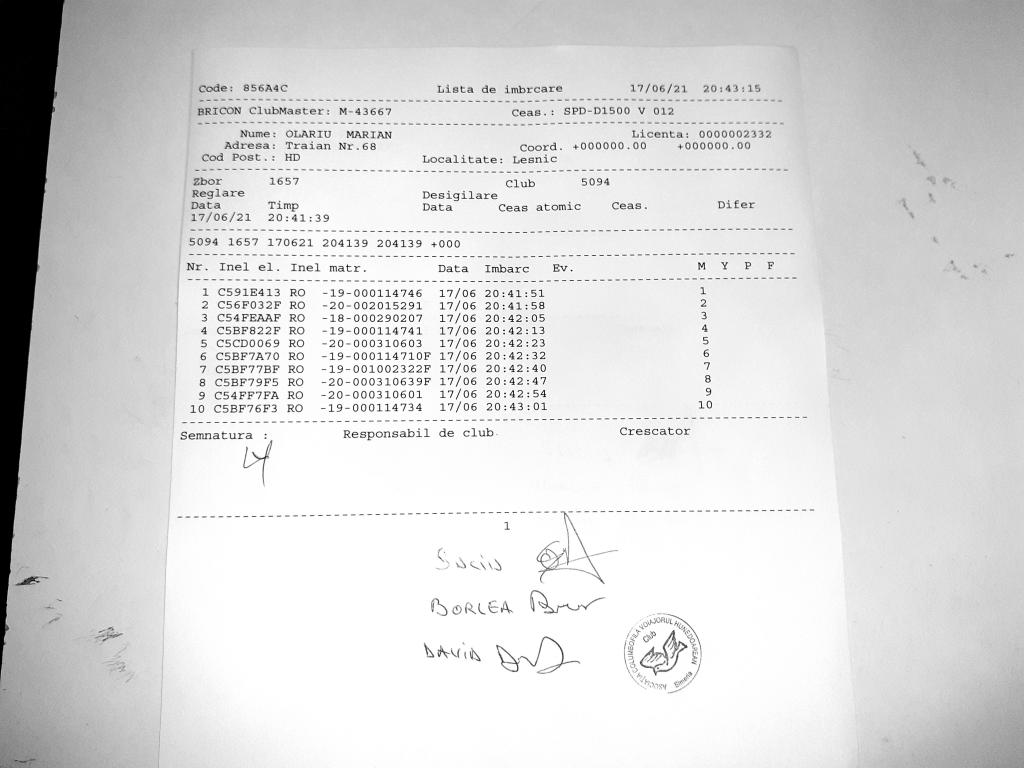 Code: 856A4C Lista de imbrcare 17/06/21 20:43:15
BRICON ClubMaster: M-43667 Ceas.: SPD-D1500 V 012
Nume: OLARIU MARIAN Licenta: 0000002332
Adresa: Traian Nr.68 Coord. +000000.00 +000000.00
Cod Post.: HD Localitate: Lesnic
Zbor 1657 Club 5094
Reglare Desigilare
Data Timp Data Ceas atomic Ceas. Difer
17/06/21 20:41:39
5094 1657 170621 204139 204139 +000
Nr. Inel el. Inel matr. Data Imbarc Ev. M Y P F
1 C591E413 RO -19-000114746 17/06 20:41:51 1
2 C56F032F RO -20-002015291 17/06 20:41:58 2
3 C54FEAAF RO -18-000290207 17/06 20:42:05 3
4 C5BF822F RO -19-000114741 17/06 20:42:13 4
5 C5CD0069 RO -20-000310603 17/06 20:42:23 5
6 C5BF7A70 RO -19-000114710F 17/06 20:42:32 6
7 C5BF77BF RO -19-001002322F 17/06 20:42:40 7
8 C5BF79F5 RO -20-000310639F 17/06 20:42:47 8
9 C54FF7FA RO -20-000310601 17/06 20:42:54 9
10 C5BF76F3 RO -19-000114734 17/06 20:43:01 10
Semnatura : Responsabil de club Crescator
1
BORCEA
DAVID
ASOCIATIA COLUMBOFILA VOIAJORUL HUNEDOREAN
Club
Simeria